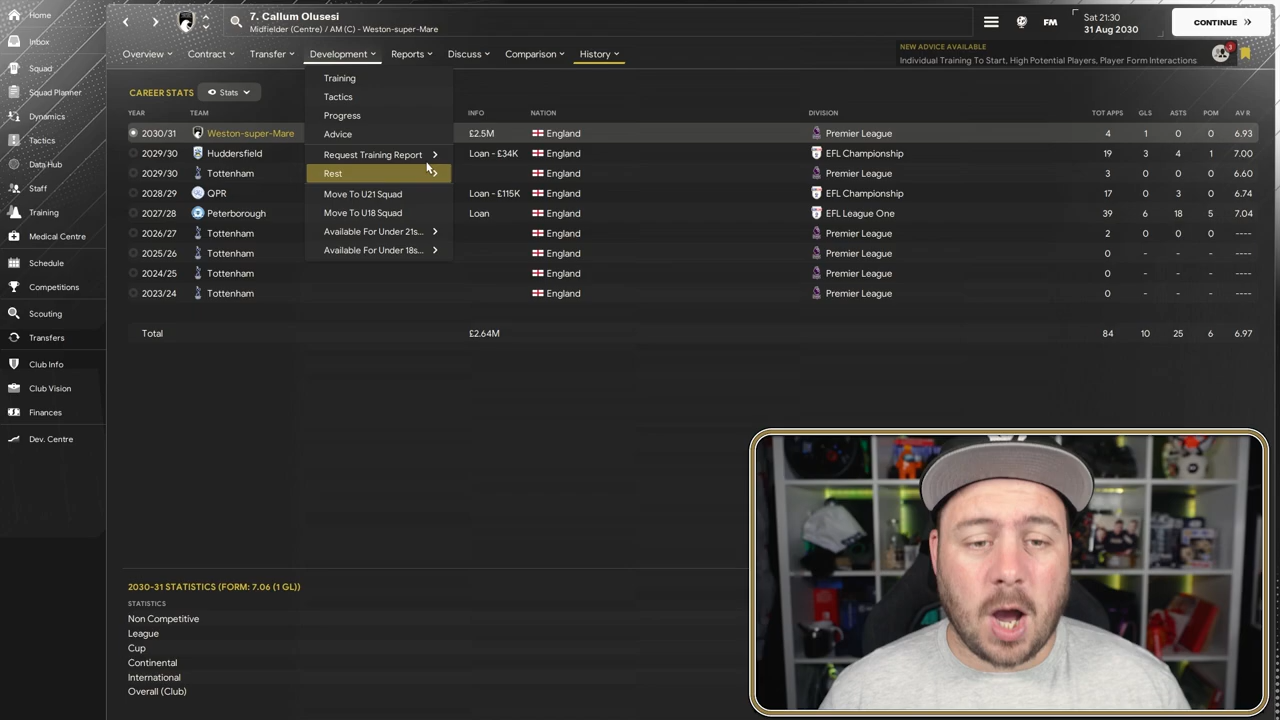 Home
Inbox
Squad
Squad Planner
Dynamics
Tactics
Data Hub
Staff
Training
Medical Centre
Schedule
Competitions
Scouting
Transfers
Club Info
Club Vision
Finances
Dev. Centre
7. Callum Olusesi
Midfielder (Centre) / AM (C) - Weston-super-Mare
FM
Sat 21:30
31 Aug 2030
CONTINUE
Overview
Contract
Transfer
Development
Reports
Comparison
History
NEW ADVICE AVAILABLE
Individual Training To Start, High Potential Players, Player Form Interactions
3
Training
Tactics
Progress
Advice
Request Training Report
Rest
Move To U21 Squad
Move To U18 Squad
Available For Under 21s...
Available For Under 18s...
CAREER STATS
Stats
YEAR TEAM INFO NATION DIVISION TOT APPS GLS ASTS POM AV R
2030/31 Weston-super-Mare £2.5M England Premier League 4 1 0 0 6.93
2029/30 Huddersfield Loan - £34K England EFL Championship 19 3 4 1 7.00
2029/30 Tottenham England Premier League 3 0 0 0 6.60
2028/29 QPR Loan - £115K England EFL Championship 17 0 3 0 6.74
2027/28 Peterborough Loan England EFL League One 39 6 18 5 7.04
2026/27 Tottenham England Premier League 2 0 0 0 ----
2025/26 Tottenham England Premier League 0 - - - ----
2024/25 Tottenham England Premier League 0 - - - ----
2023/24 Tottenham England Premier League 0 - - - ----
Total £2.64M 84 10 25 6 6.97
2030-31 STATISTICS (FORM: 7.06 (1 GL))
STATISTICS
Non Competitive
League
Cup
Continental
International
Overall (Club)